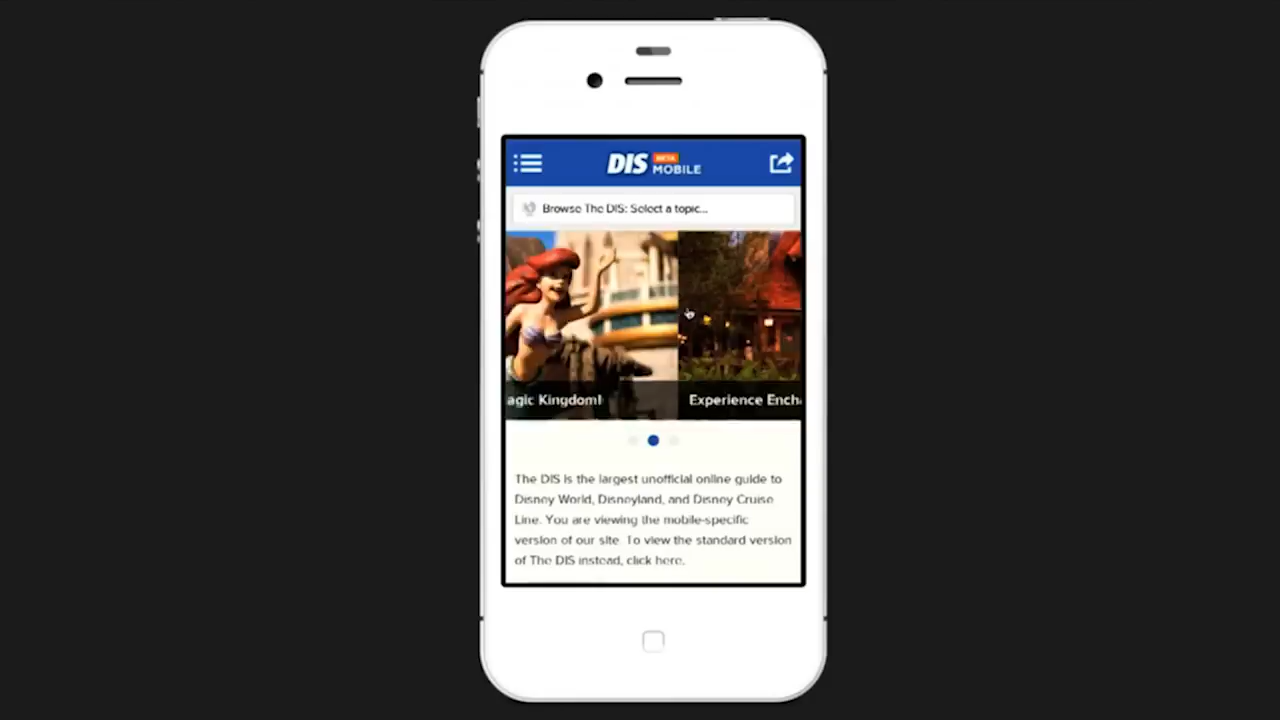 DIS BETA MOBILE
Browse The DIS: Select a topic...
agic Kingdom!
Experience Encha
The DIS is the largest unofficial online guide to
Disney World, Disneyland, and Disney Cruise
Line. You are viewing the mobile-specific
version of our site. To view the standard version
of The DIS instead, click here.